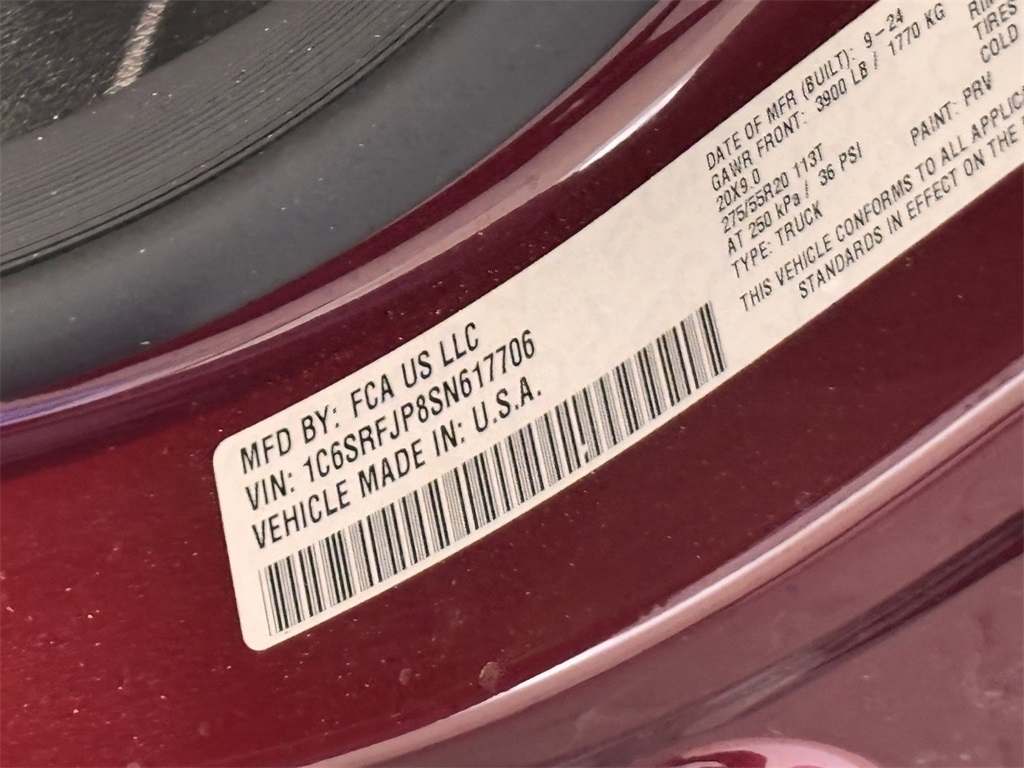 MFD BY: FCA US LLC
VIN: 1C6SRFJP8SN617706
VEHICLE MADE IN: U.S.A.
DATE OF MFR (BUILT): 9-24
GAWR FRONT: 3900 LB / 1770 KG
20X9.0
275/55R20 113T
AT 250 kPa / 36 PSI
TYPE: TRUCK
PAINT: PRV
THIS VEHICLE CONFORMS TO ALL
STANDARDS IN EFFECT ON THE
TIRES
COLD